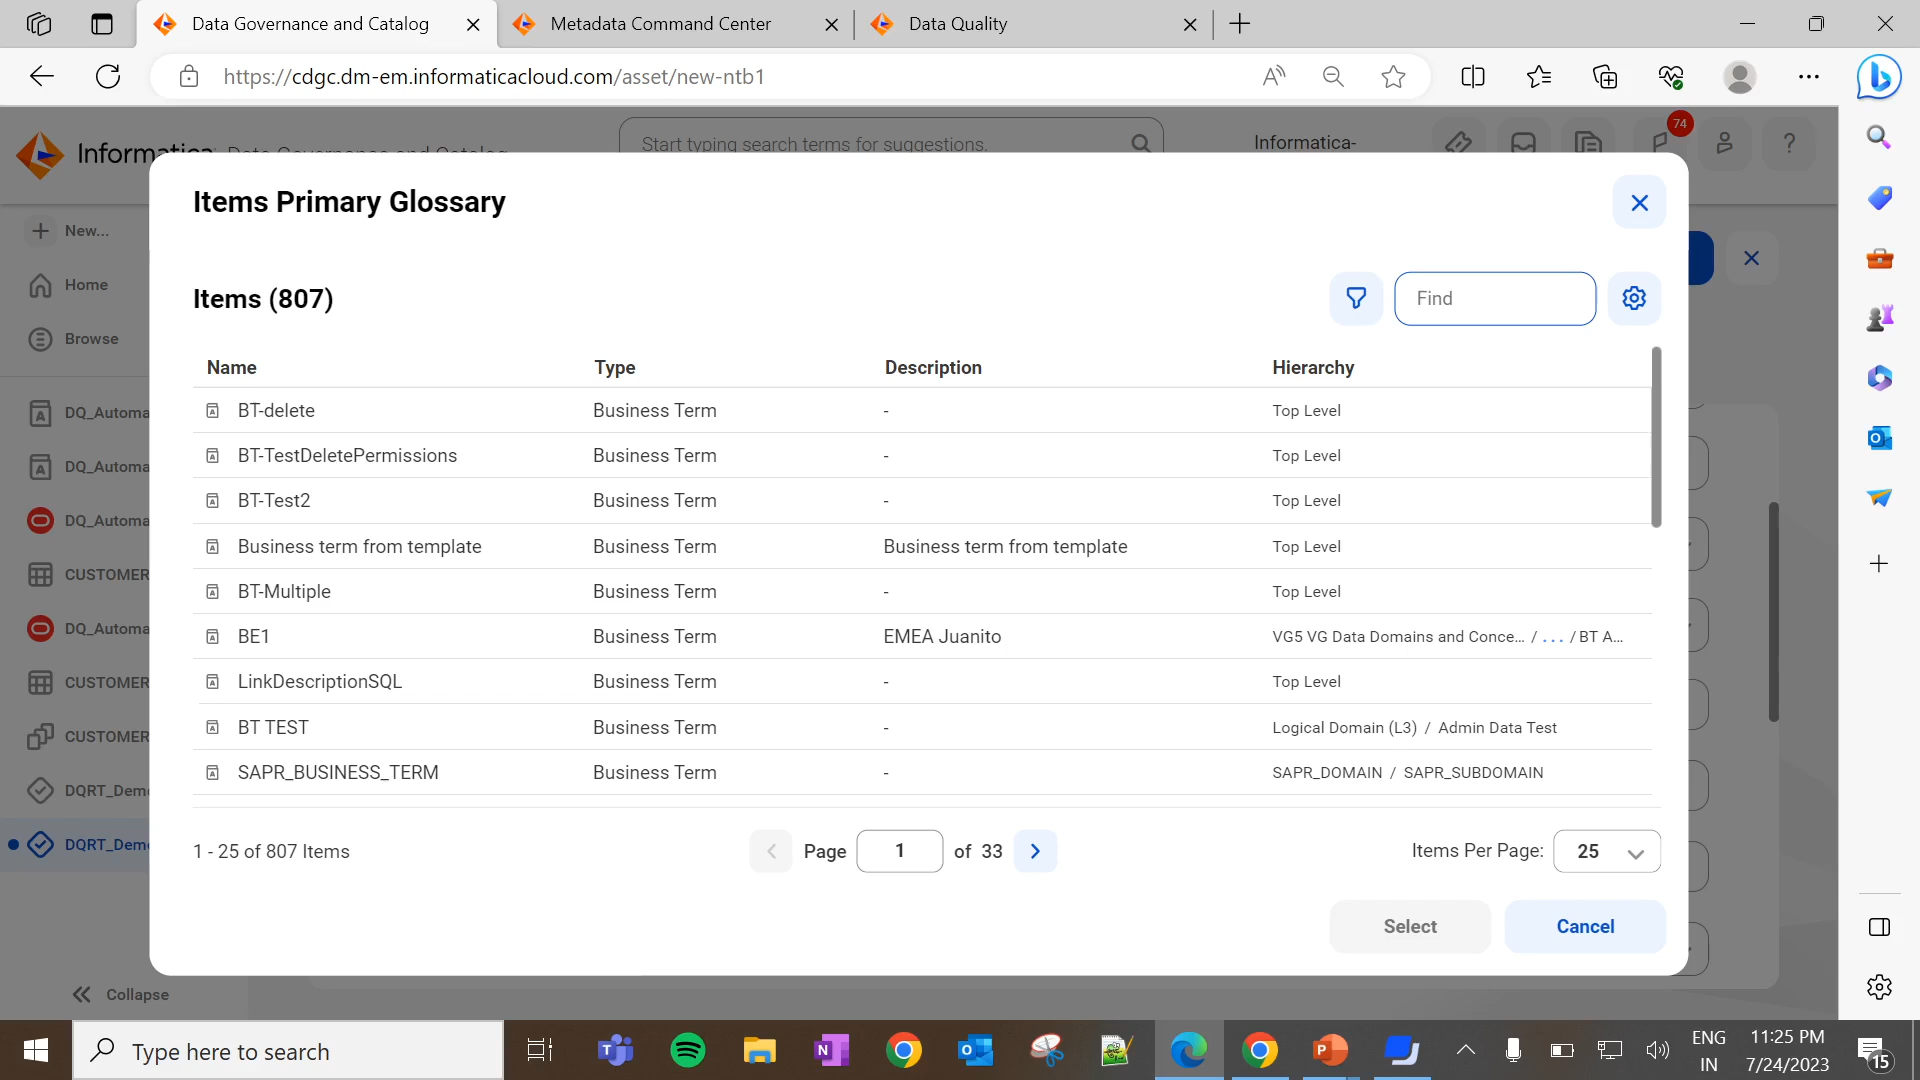 Data Governance and Catalog
Metadata Command Center
Data Quality
https://cdgc.dm-em.informaticacloud.com/asset/new-ntb1
Informatica
Data Governance and Catalog
Start typing search terms for suggestions.
Informatica-
74
?
Items Primary Glossary
New...
Home
Browse
DQ_Automa
DQ_Automa
DQ_Automa
CUSTOMER
DQ_Automa
CUSTOMER
CUSTOMER
DQRT_Dem
DQRT_Dem
Collapse
Items (807)
Find
Name Type Description Hierarchy
BT-delete Business Term - Top Level
BT-TestDeletePermissions Business Term - Top Level
BT-Test2 Business Term - Top Level
Business term from template Business Term Business term from template Top Level
BT-Multiple Business Term - Top Level
BE1 Business Term EMEA Juanito VG5 VG Data Domains and Conce... / ... / BT A...
LinkDescriptionSQL Business Term - Top Level
BT TEST Business Term - Logical Domain (L3) / Admin Data Test
SAPR_BUSINESS_TERM Business Term - SAPR_DOMAIN / SAPR_SUBDOMAIN
1 - 25 of 807 Items
Page 1 of 33
Items Per Page: 25
Select
Cancel
Type here to search
ENG
IN
11:25 PM
7/24/2023
15